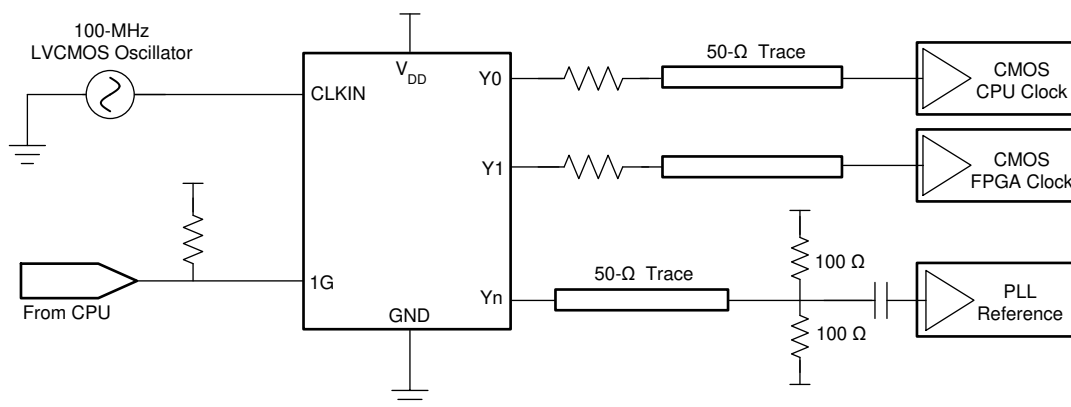 100-MHz
LVCMOS Oscillator
VDD
CLKIN
1G
GND
Y0
Y1
Yn
From CPU
50-Ω Trace
CMOS
CPU Clock
CMOS
FPGA Clock
50-Ω Trace
100 Ω
100 Ω
PLL
Reference